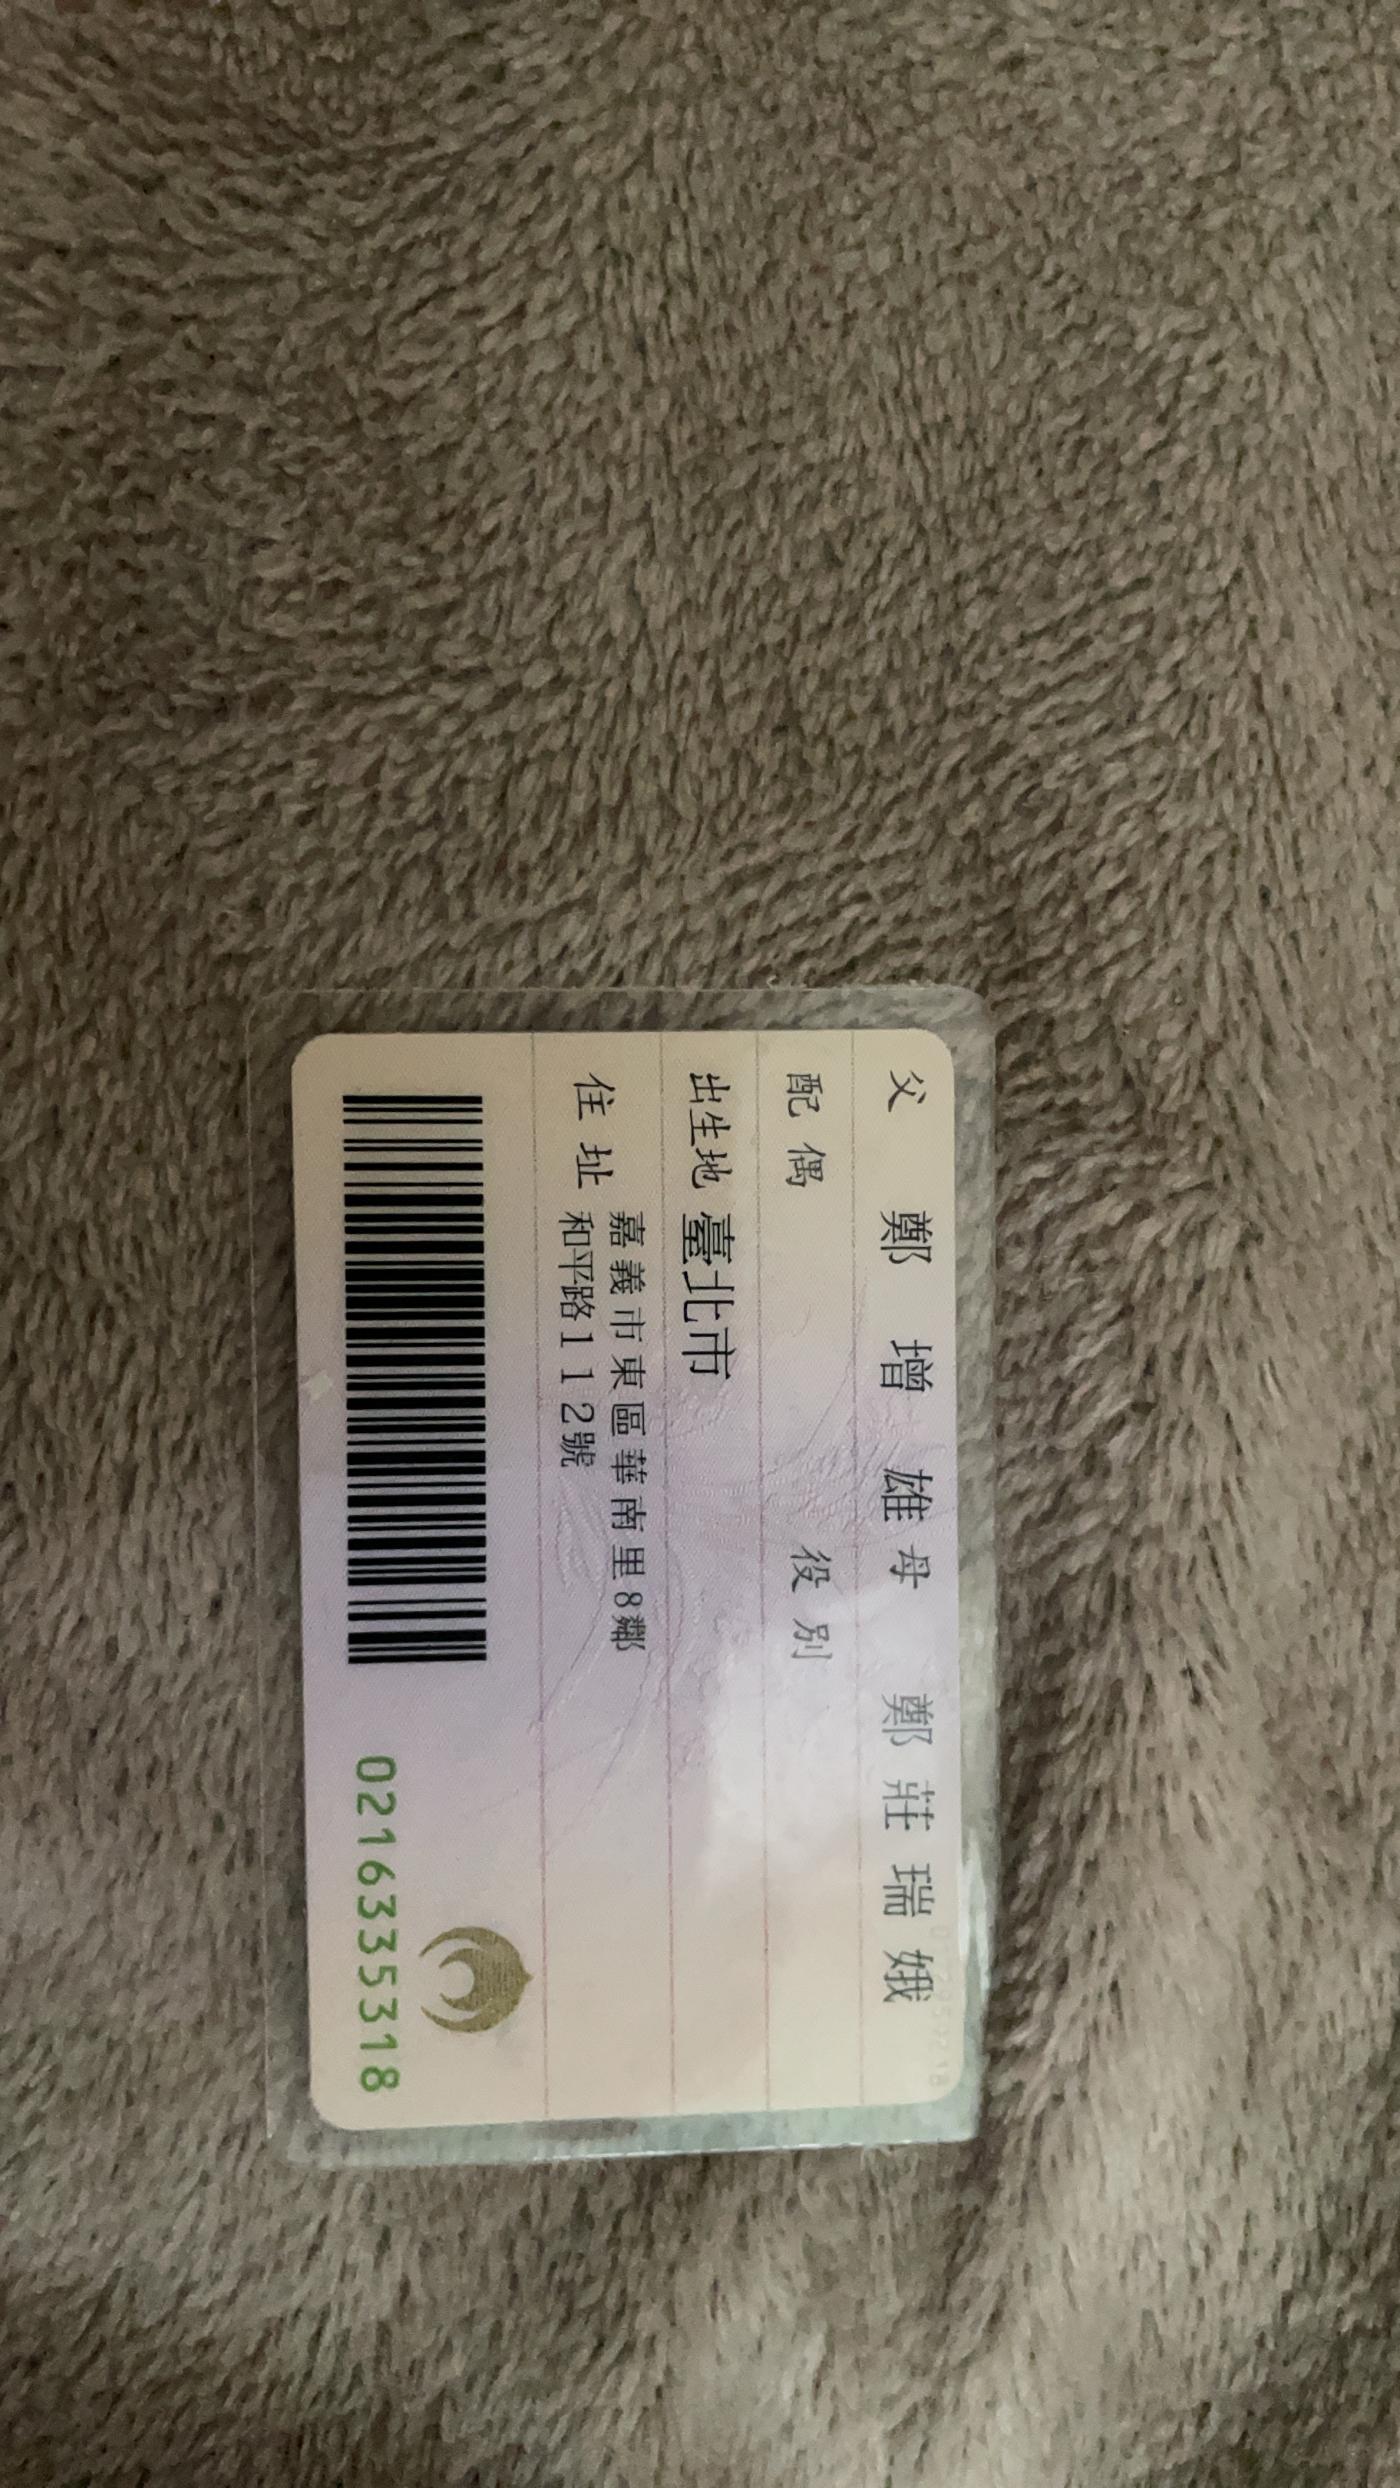 父 鄭增雄 母 鄭莊瑞娥
配偶 役別
出生地 臺北市
住址 嘉義市東區華南里8鄰
和平路112號
0216335318